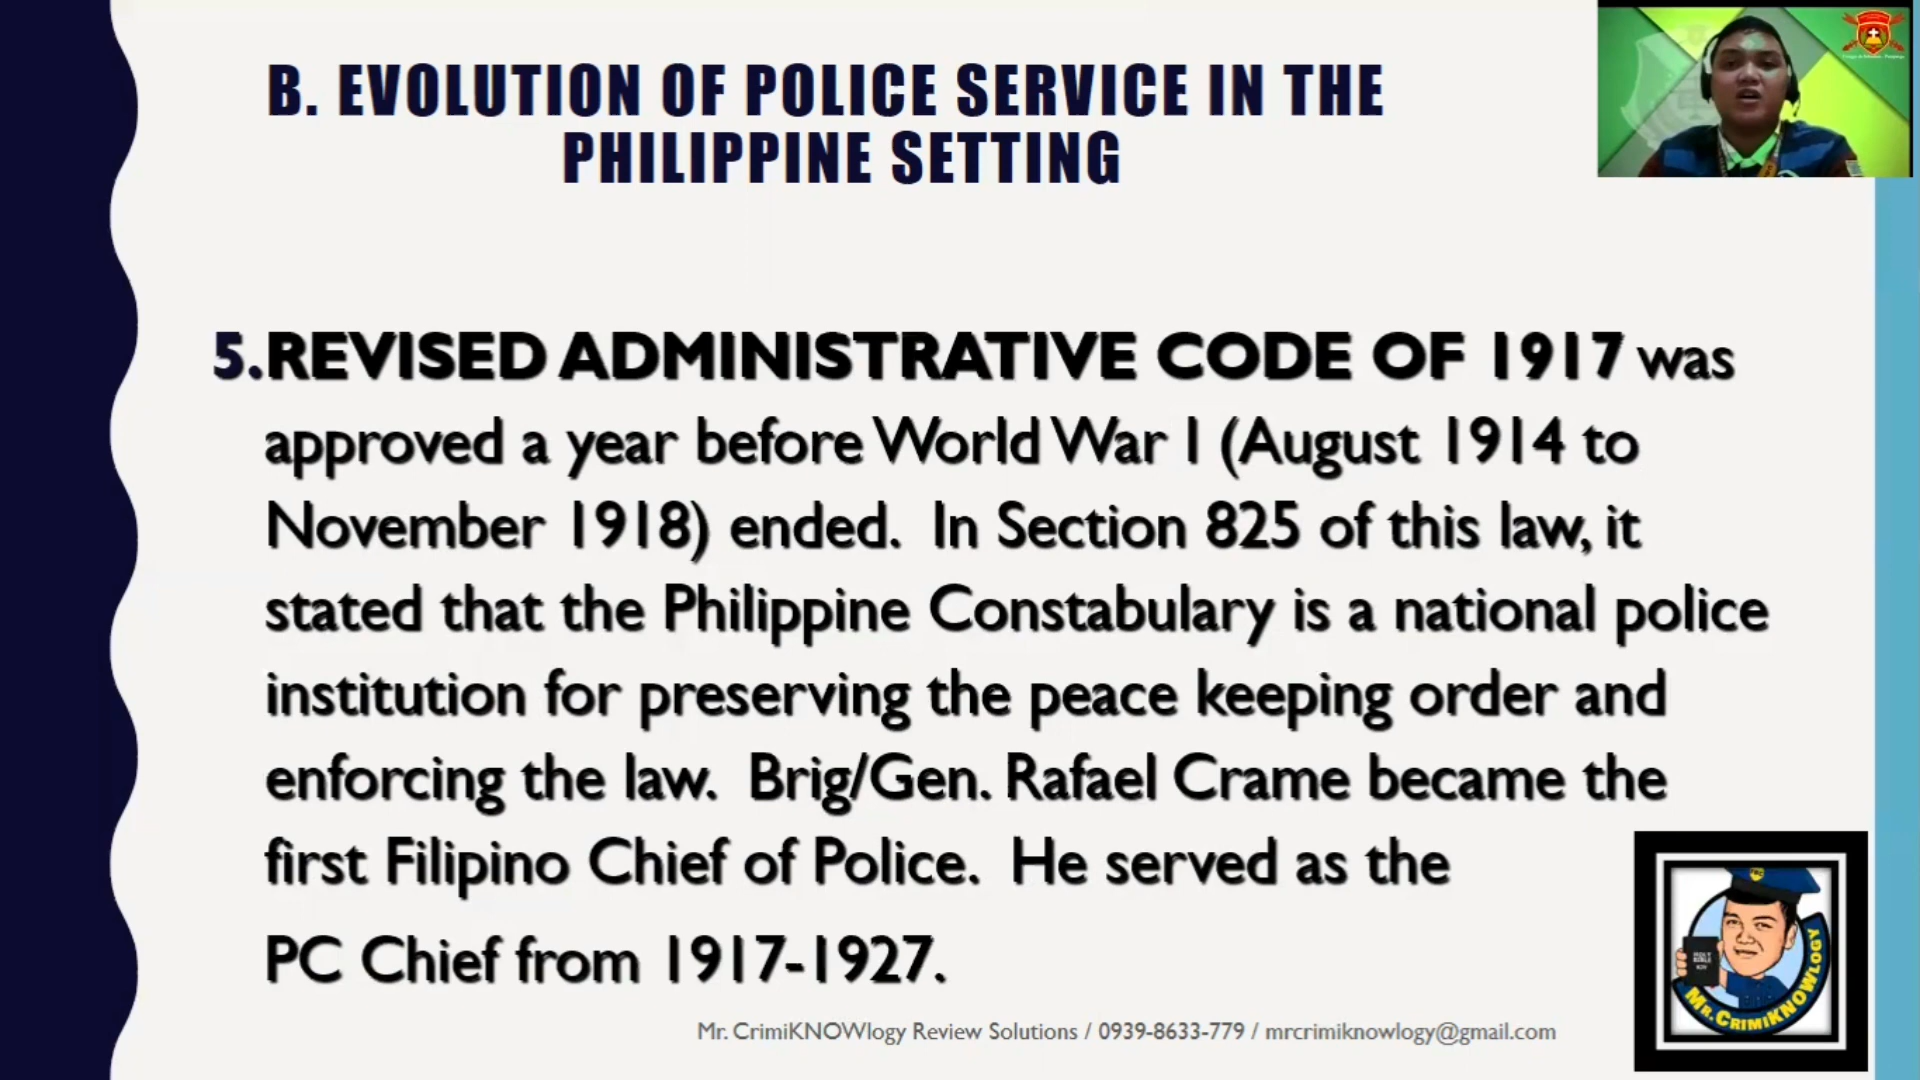 B. EVOLUTION OF POLICE SERVICE IN THE
PHILIPPINE SETTING
5. REVISED ADMINISTRATIVE CODE OF 1917 was
approved a year before World War I (August 1914 to
November 1918) ended. In Section 825 of this law, it
stated that the Philippine Constabulary is a national police
institution for preserving the peace keeping order and
enforcing the law. Brig/Gen. Rafael Crame became the
first Filipino Chief of Police. He served as the
PC Chief from 1917-1927.
Mr. CrimiKNOWlogy Review Solutions / 0939-8633-779 / mrcrimiknowlogy@gmail.com
HOLY
BIBLE
KJV
MR. CRIMIKNOWLOGY